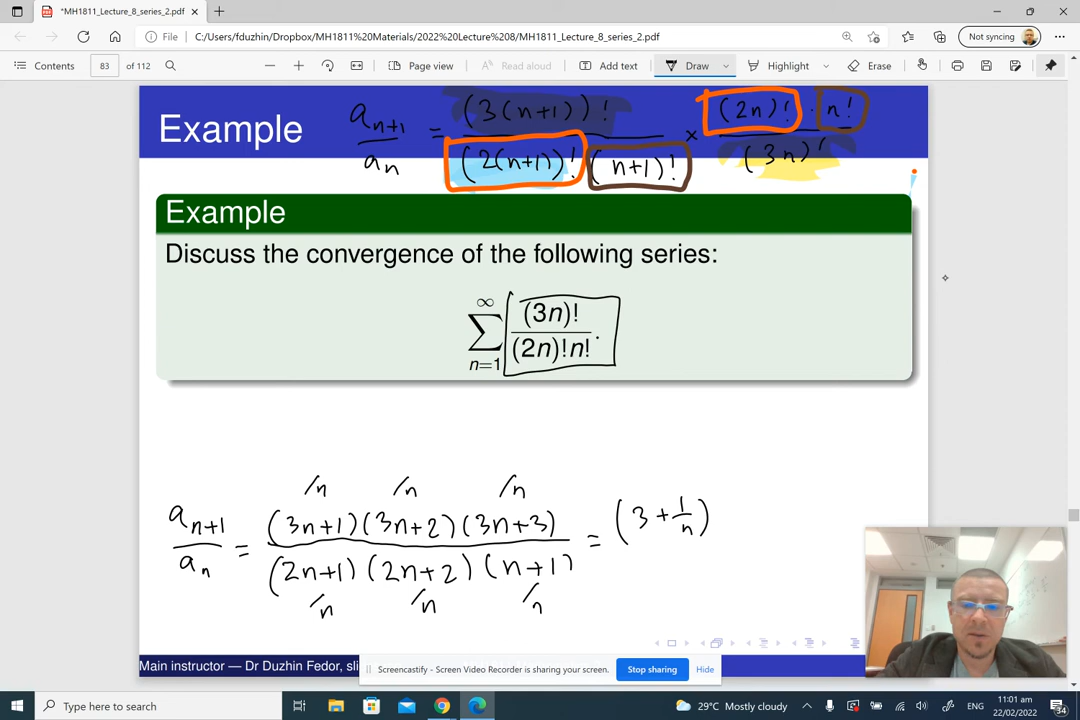 *MH1811_Lecture_8_series_2.pdf
File C:/Users/fduzhin/Dropbox/MH1811%20Materials/2022%20Lecture%208/MH1811_Lecture_8_series_2.pdf
Not syncing
Contents 83 of 112 Page view Read aloud Add text Draw Highlight Erase
Example
a_{n+1}/a_n = (3(n+1))! / (2(n+1))! (n+1)! × (2n)! · n! / (3n)!
Example
Discuss the convergence of the following series:
∑_{n=1}^{∞} (3n)!/(2n)!n!.
/n /n /n
a_{n+1}/a_n = (3n+1)(3n+2)(3n+3) / (2n+1)(2n+2)(n+1) = (3 + 1/n)
/n /n /n
Main instructor — Dr Duzhin Fedor, sli
Screencastify - Screen Video Recorder is sharing your screen. Stop sharing Hide
Type here to search
29°C Mostly cloudy
ENG
11:01 am
22/02/2022
34